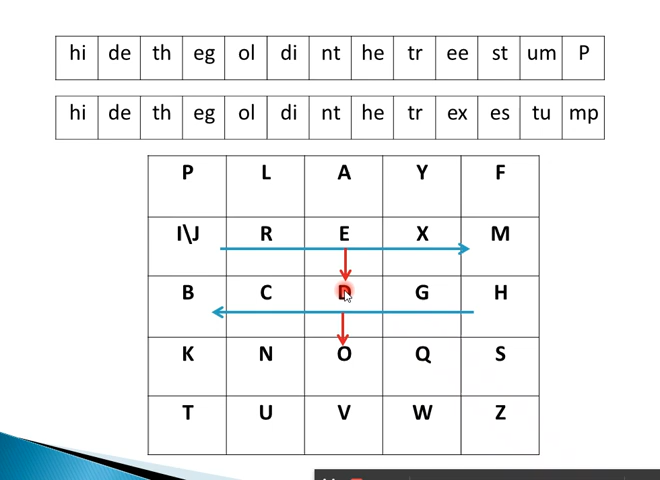 hi de th eg ol di nt he tr ee st um P
hi de th eg ol di nt he tr ex es tu mp
P L A Y F
I\J R E X M
B C D G H
K N O Q S
T U V W Z